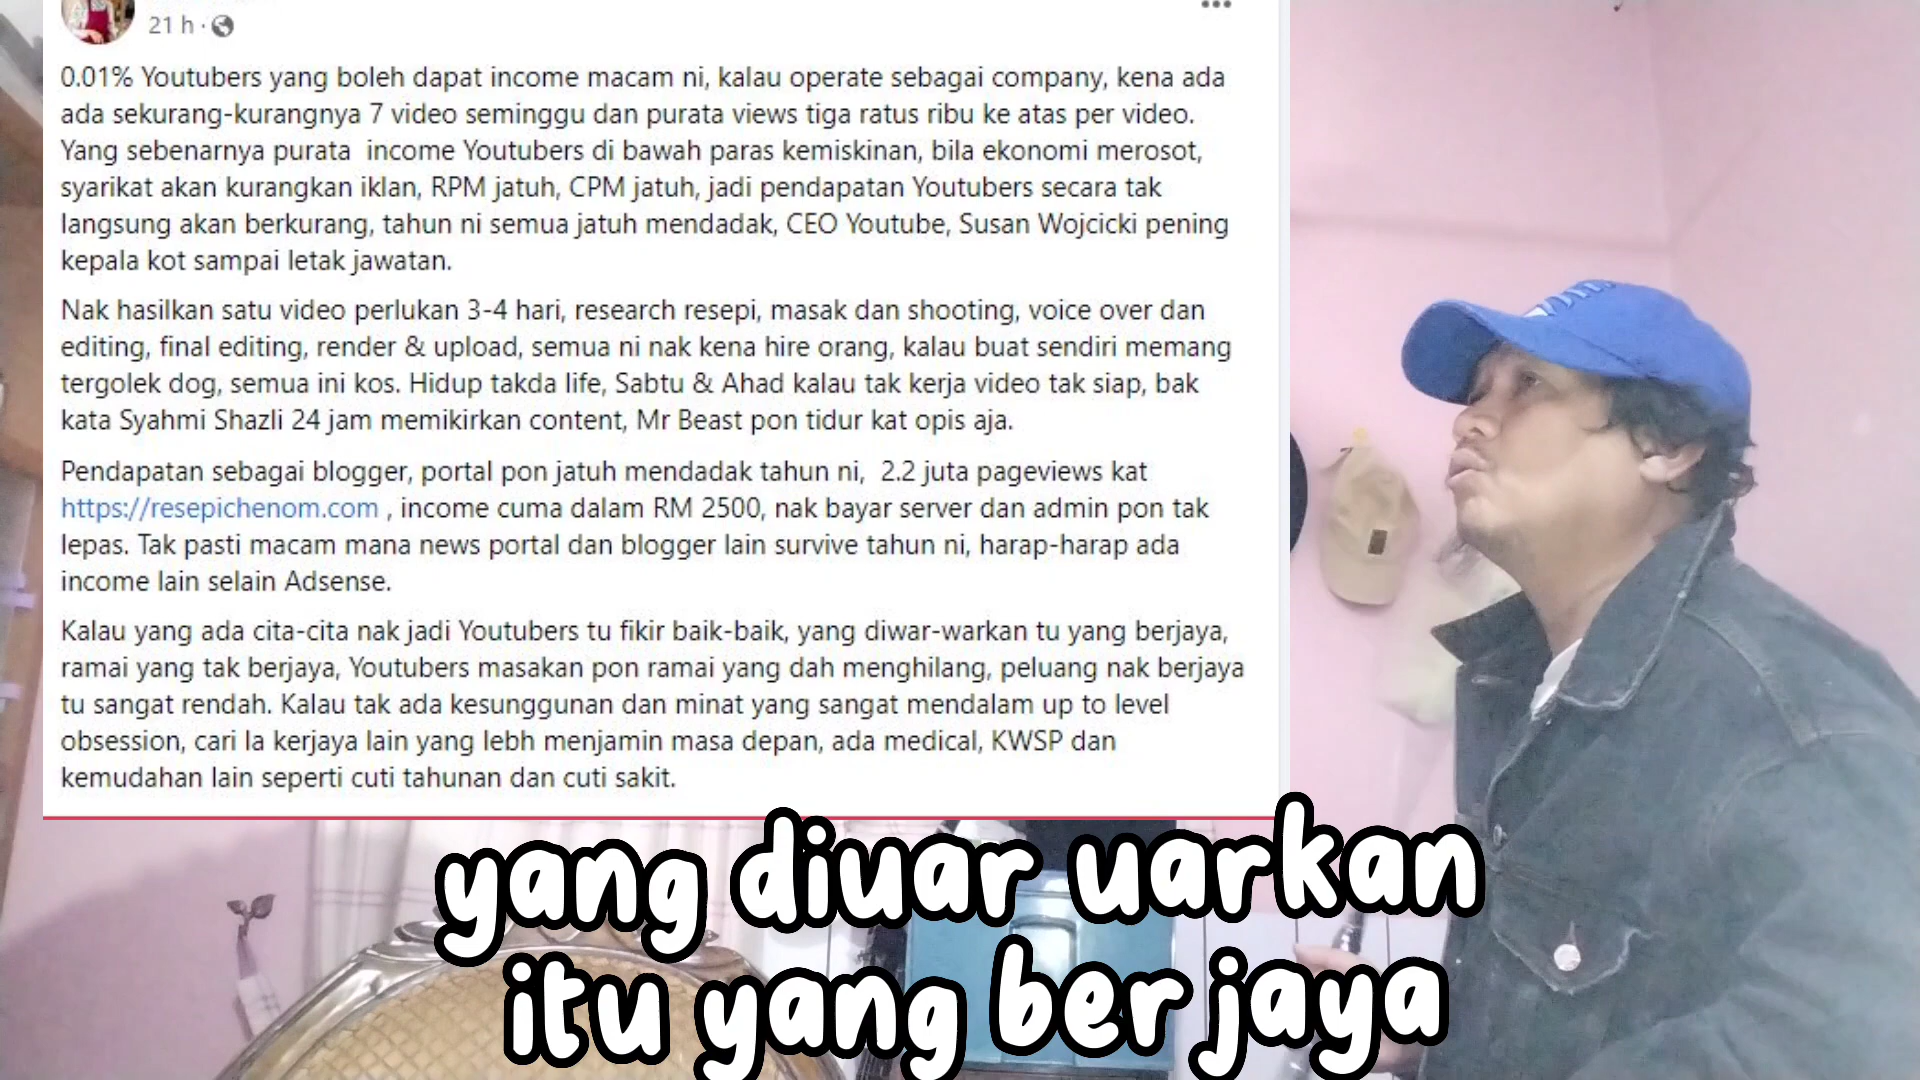 21 h ·
0.01% Youtubers yang boleh dapat income macam ni, kalau operate sebagai company, kena ada
ada sekurang-kurangnya 7 video seminggu dan purata views tiga ratus ribu ke atas per video.
Yang sebenarnya purata  income Youtubers di bawah paras kemiskinan, bila ekonomi merosot,
syarikat akan kurangkan iklan, RPM jatuh, CPM jatuh, jadi pendapatan Youtubers secara tak
langsung akan berkurang, tahun ni semua jatuh mendadak, CEO Youtube, Susan Wojcicki pening
kepala kot sampai letak jawatan.
Nak hasilkan satu video perlukan 3-4 hari, research resepi, masak dan shooting, voice over dan
editing, final editing, render & upload, semua ni nak kena hire orang, kalau buat sendiri memang
tergolek dog, semua ini kos. Hidup takda life, Sabtu & Ahad kalau tak kerja video tak siap, bak
kata Syahmi Shazli 24 jam memikirkan content, Mr Beast pon tidur kat opis aja.
Pendapatan sebagai blogger, portal pon jatuh mendadak tahun ni,  2.2 juta pageviews kat
https://resepichenom.com , income cuma dalam RM 2500, nak bayar server dan admin pon tak
lepas. Tak pasti macam mana news portal dan blogger lain survive tahun ni, harap-harap ada
income lain selain Adsense.
Kalau yang ada cita-cita nak jadi Youtubers tu fikir baik-baik, yang diwar-warkan tu yang berjaya,
ramai yang tak berjaya, Youtubers masakan pon ramai yang dah menghilang, peluang nak berjaya
tu sangat rendah. Kalau tak ada kesunggunan dan minat yang sangat mendalam up to level
obsession, cari la kerjaya lain yang lebh menjamin masa depan, ada medical, KWSP dan
kemudahan lain seperti cuti tahunan dan cuti sakit.
yang diuar uarkan
itu yang berjaya